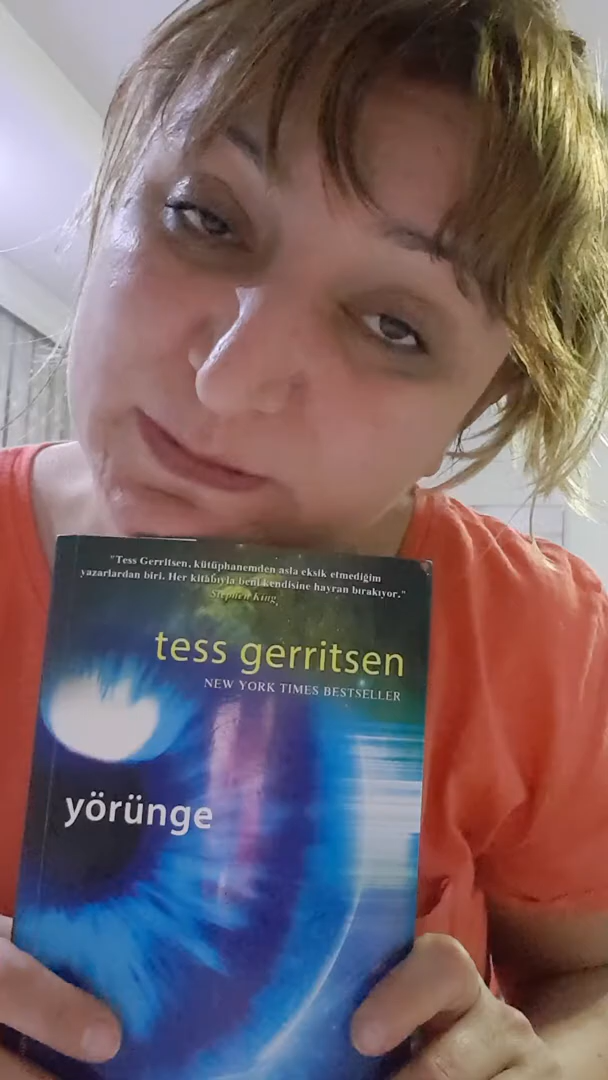 "Tess Gerritsen, kütüphanemden asla eksik etmediğim
yazarlardan biri. Her kitabıyla beni kendisine hayran bırakıyor."
Stephen King
tess gerritsen
NEW YORK TIMES BESTSELLER
yörünge